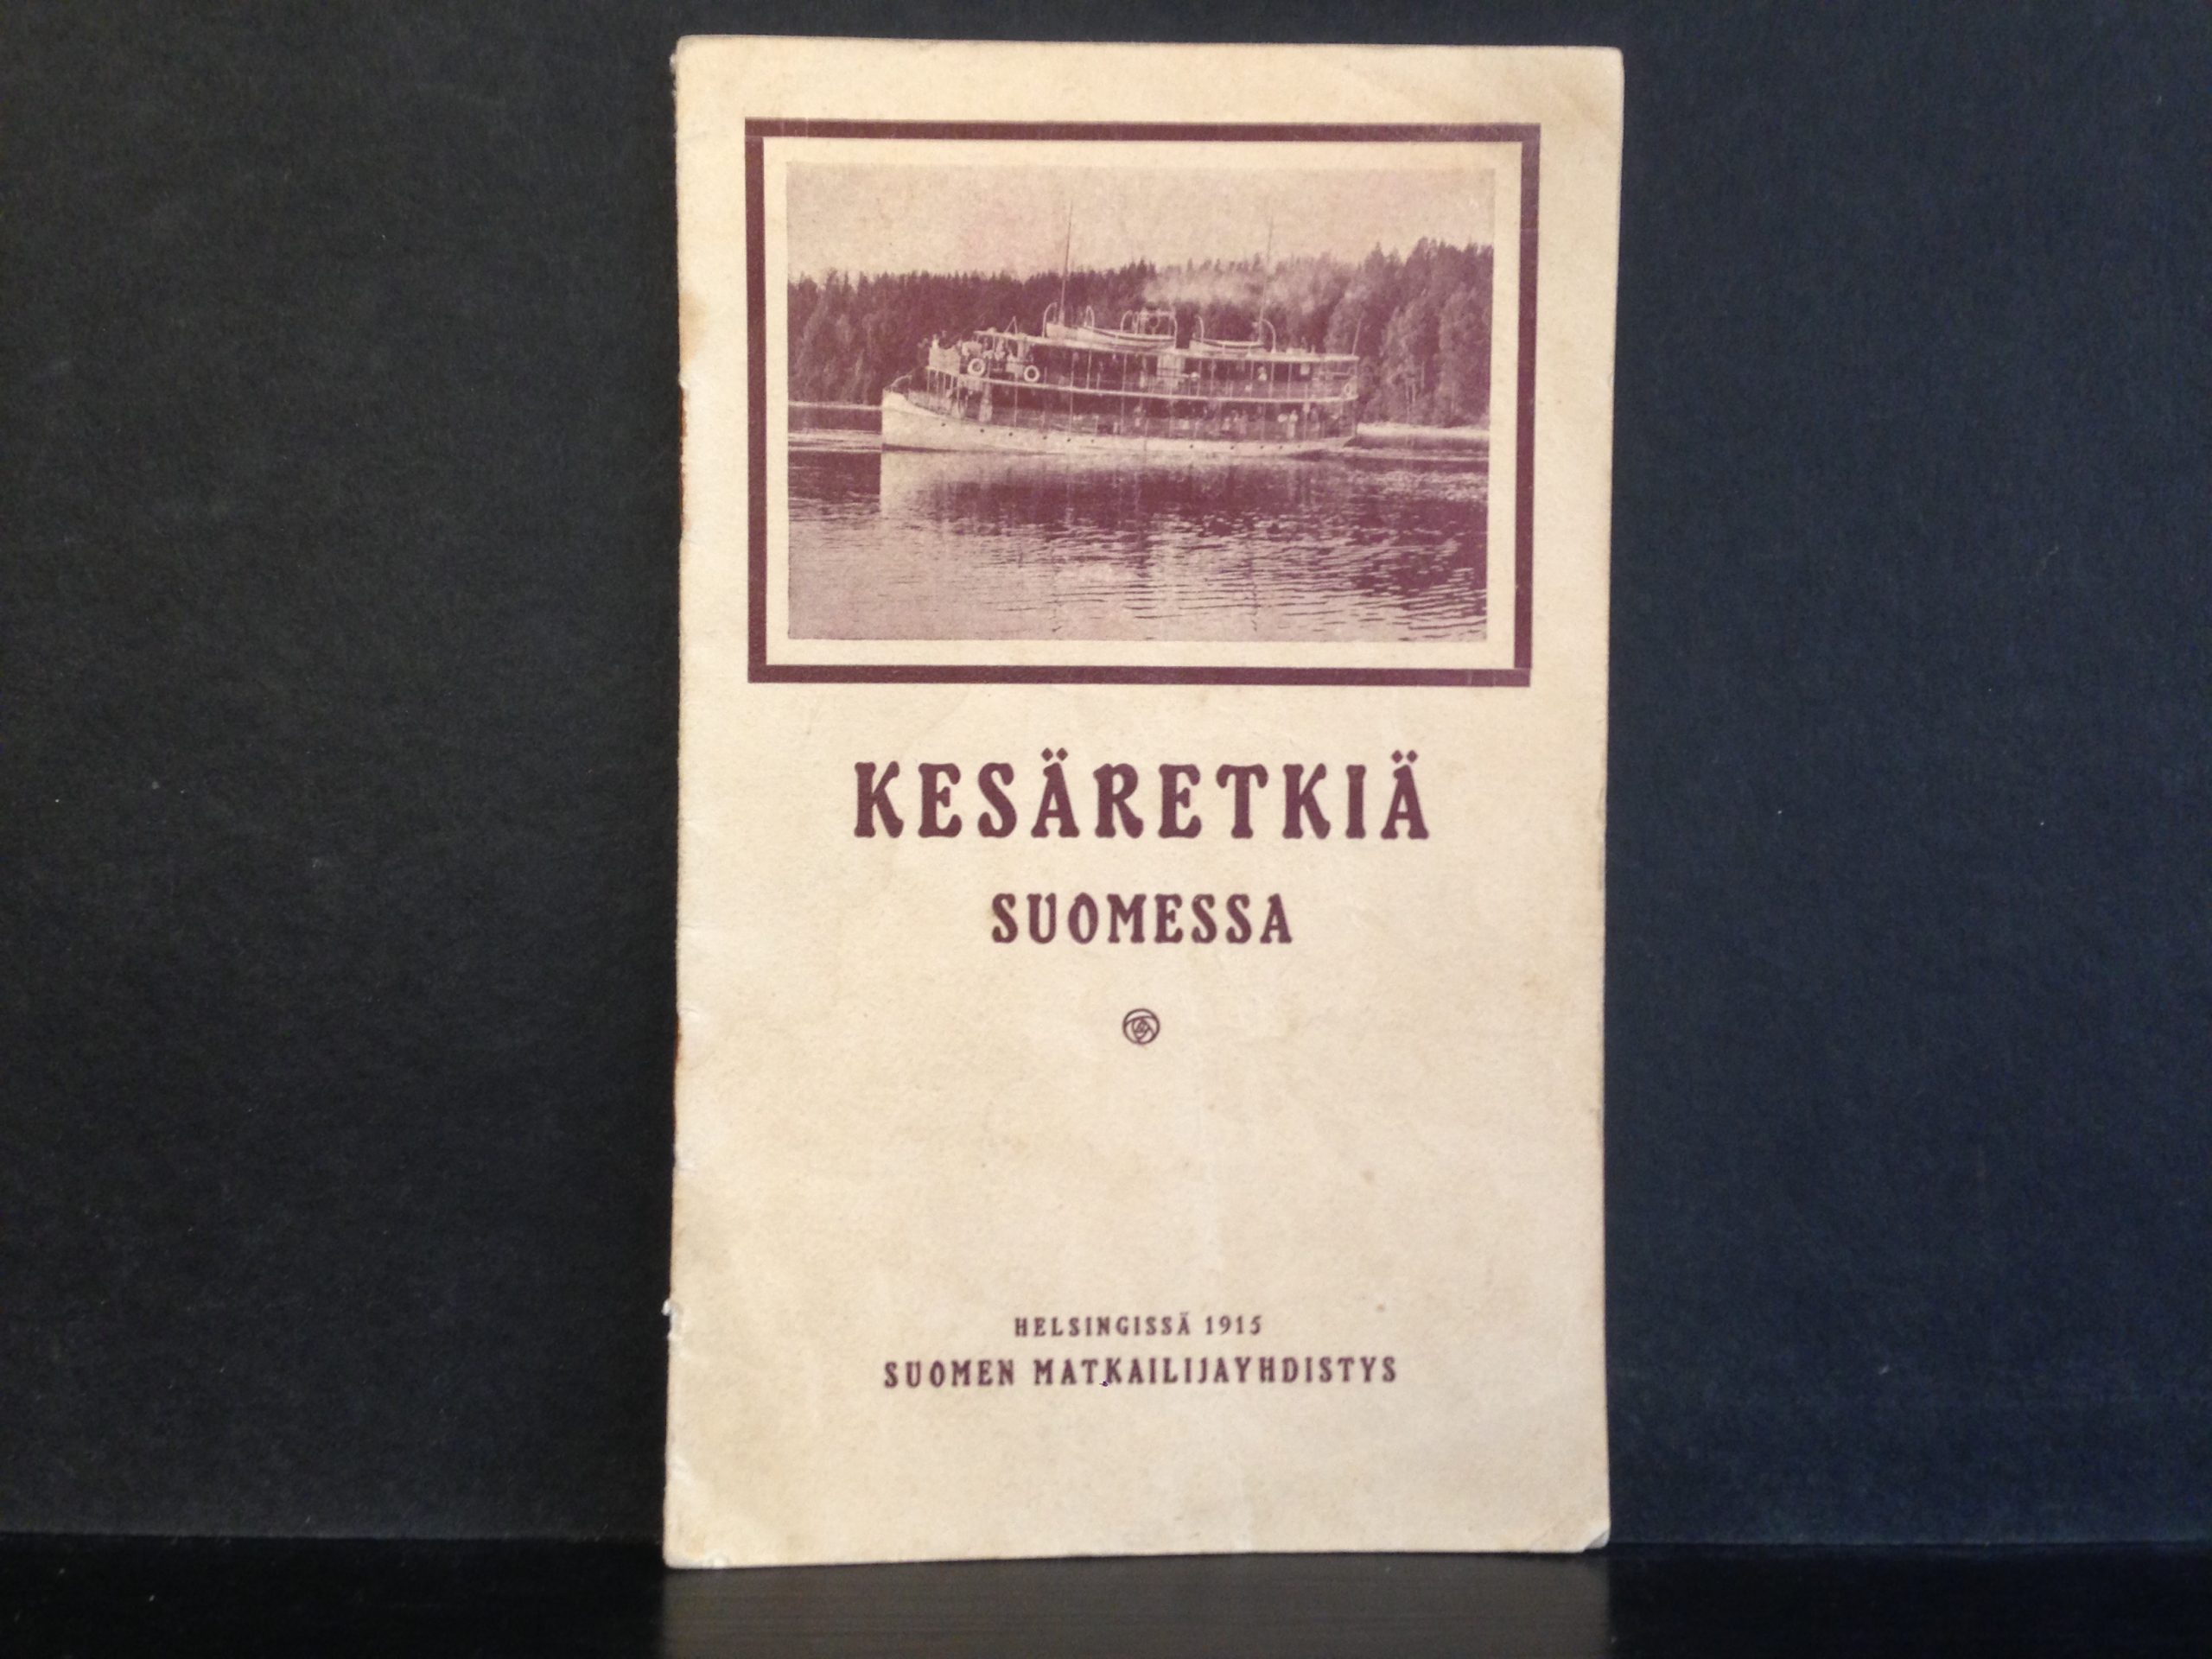 KESÄRETKIÄ
SUOMESSA
HELSINGISSÄ 1915
SUOMEN MATKAILIJAYHDISTYS